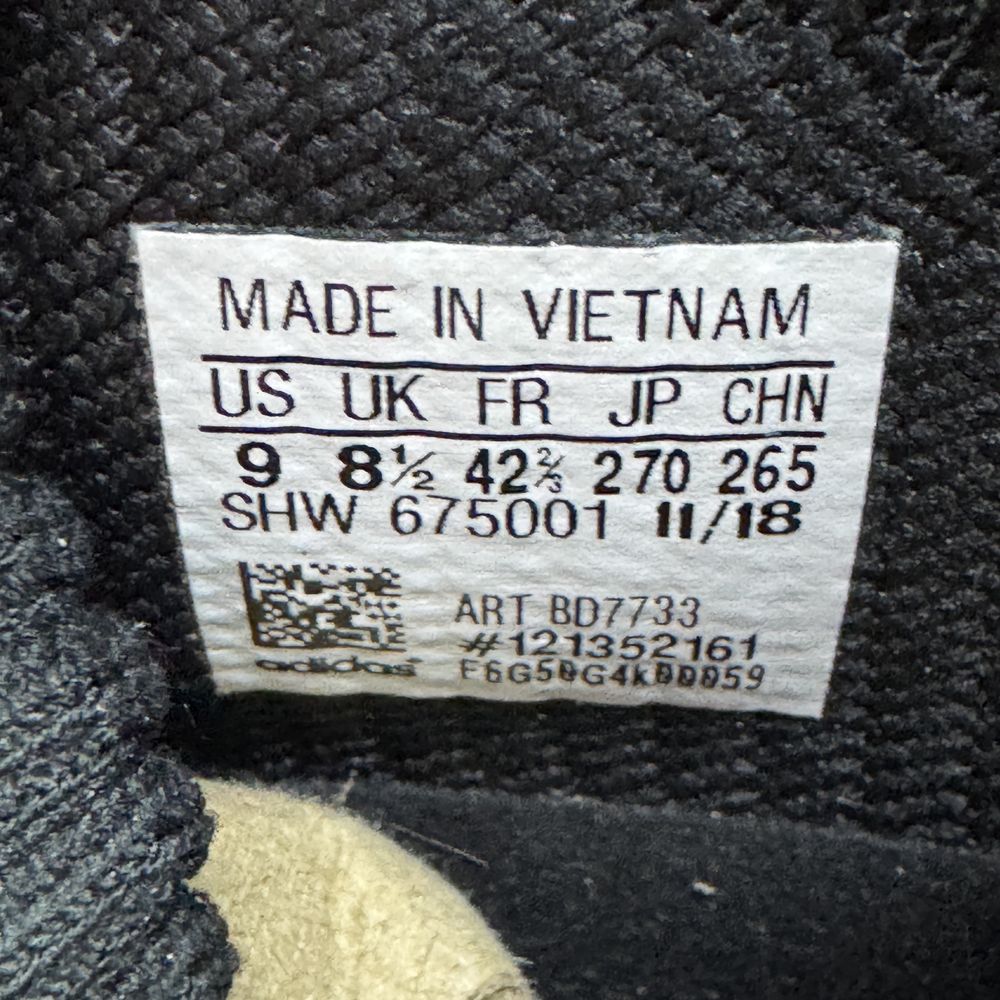 MADE IN VIETNAM
US UK FR JP CHN
9 8½ 42⅔ 270 265
SHW 675001 11/18
ART BD7733
#121352161
adidas